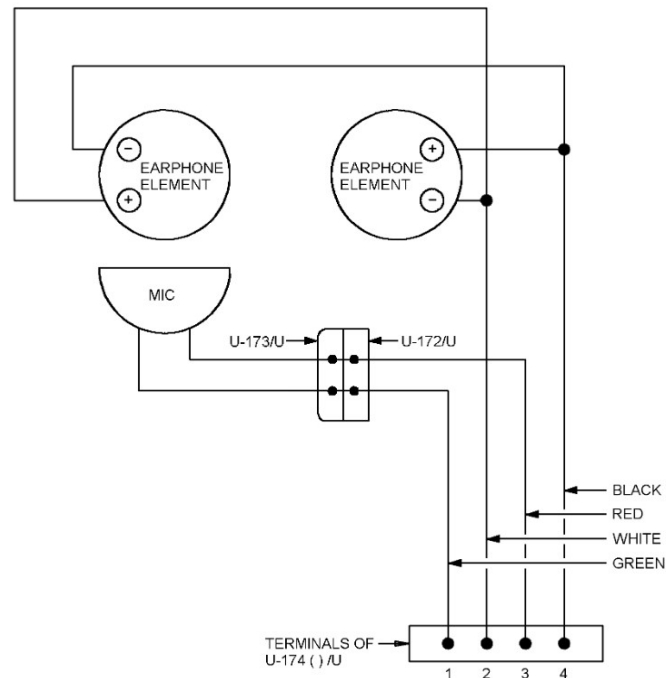 −
EARPHONE
ELEMENT
+
EARPHONE
ELEMENT
+
−
MIC
U-173/U
U-172/U
BLACK
RED
WHITE
GREEN
TERMINALS OF
U-174 ( ) /U
1 2 3 4